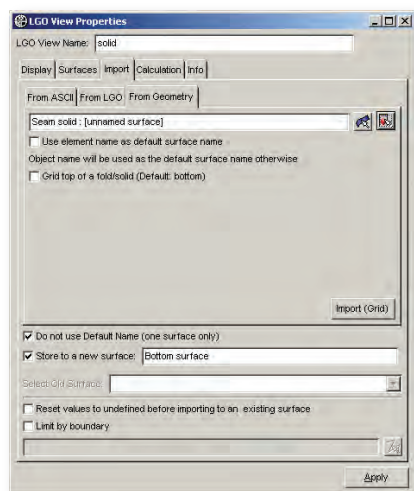 LGO View Properties
LGO View Name: solid
Display Surfaces Import Calculation Info
From ASCII From LGO From Geometry
Seam solid : [unnamed surface]
Use element name as default surface name
Object name will be used as the default surface name otherwise
Grid top of a fold/solid (Default: bottom)
Import (Grid)
Do not use Default Name (one surface only)
Store to a new surface: Bottom surface
Select Old Surface:
Reset values to undefined before importing to an existing surface
Limit by boundary
Apply